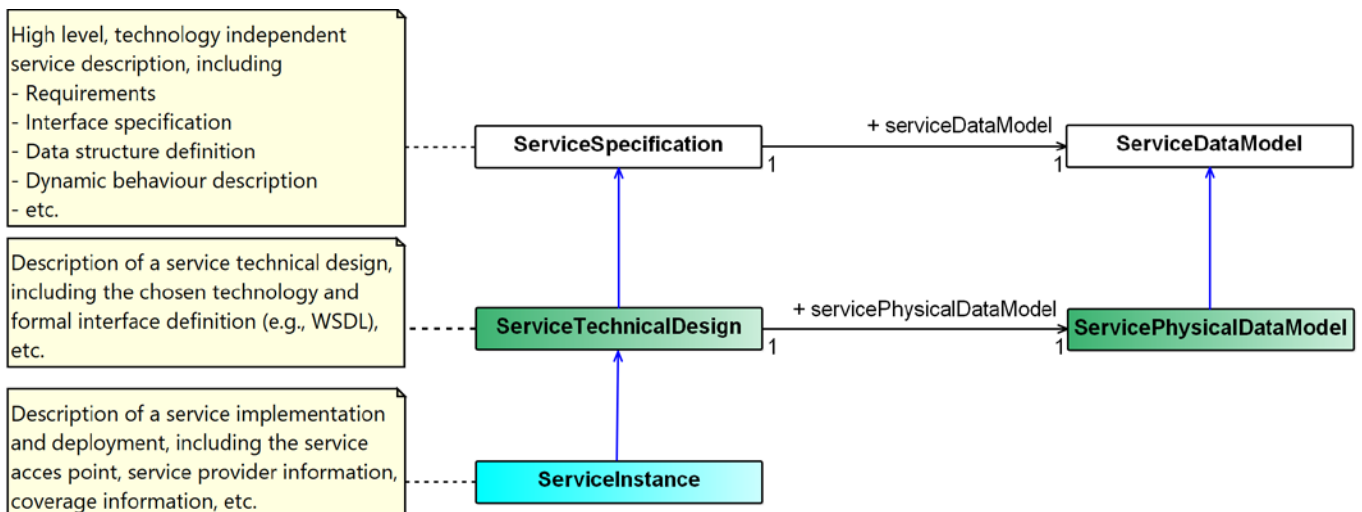 High level, technology independent
service description, including
- Requirements
- Interface specification
- Data structure definition
- Dynamic behaviour description
- etc.
ServiceSpecification
+ serviceDataModel
1
1
ServiceDataModel
Description of a service technical design,
including the chosen technology and
formal interface definition (e.g., WSDL),
etc.
ServiceTechnicalDesign
+ servicePhysicalDataModel
1
1
ServicePhysicalDataModel
Description of a service implementation
and deployment, including the service
acces point, service provider information,
coverage information, etc.
ServiceInstance